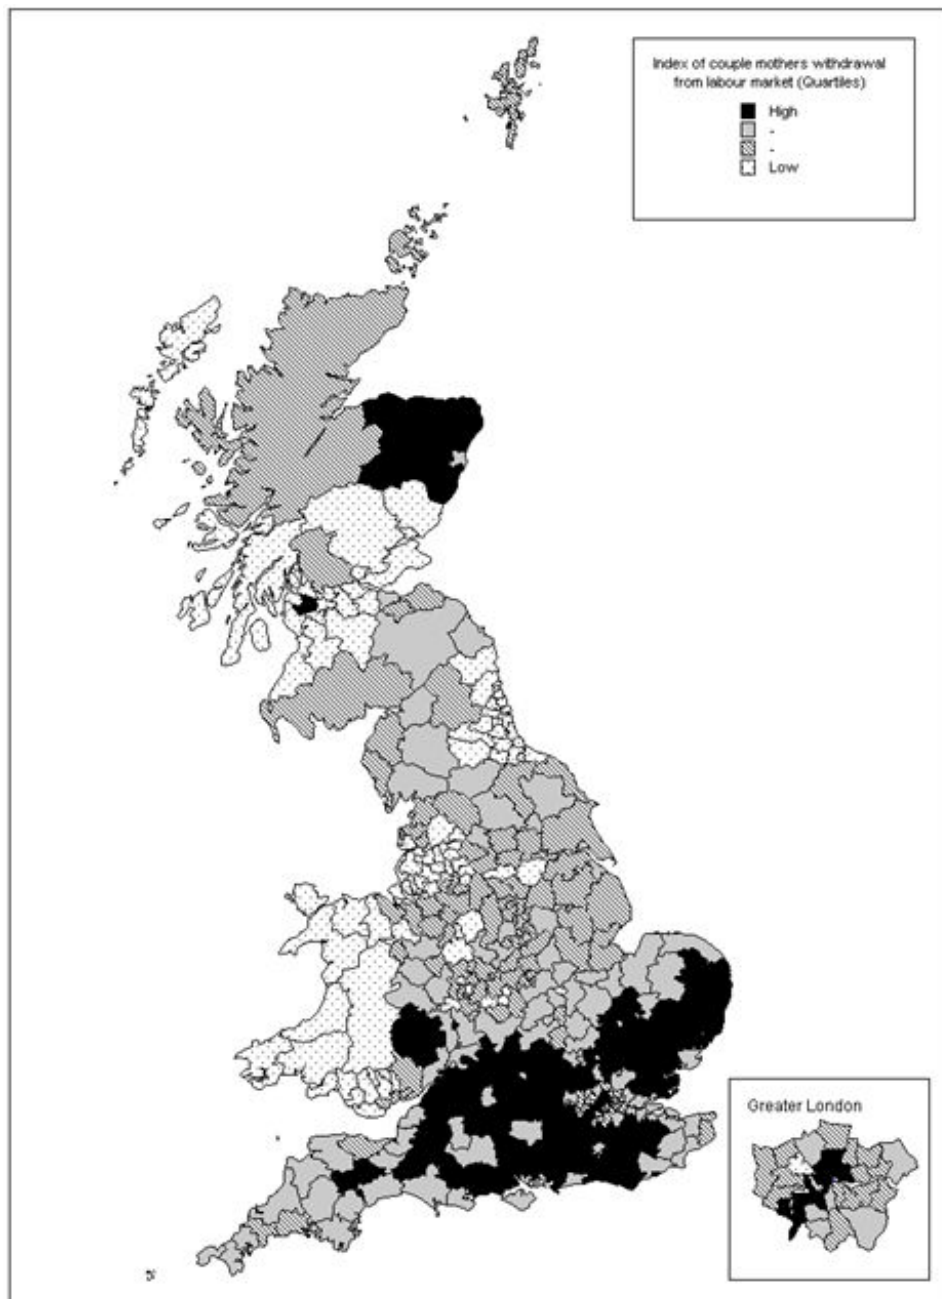 Index of couple mothers withdrawal
from labour market (Quartiles)
High
-
-
Low
Greater London